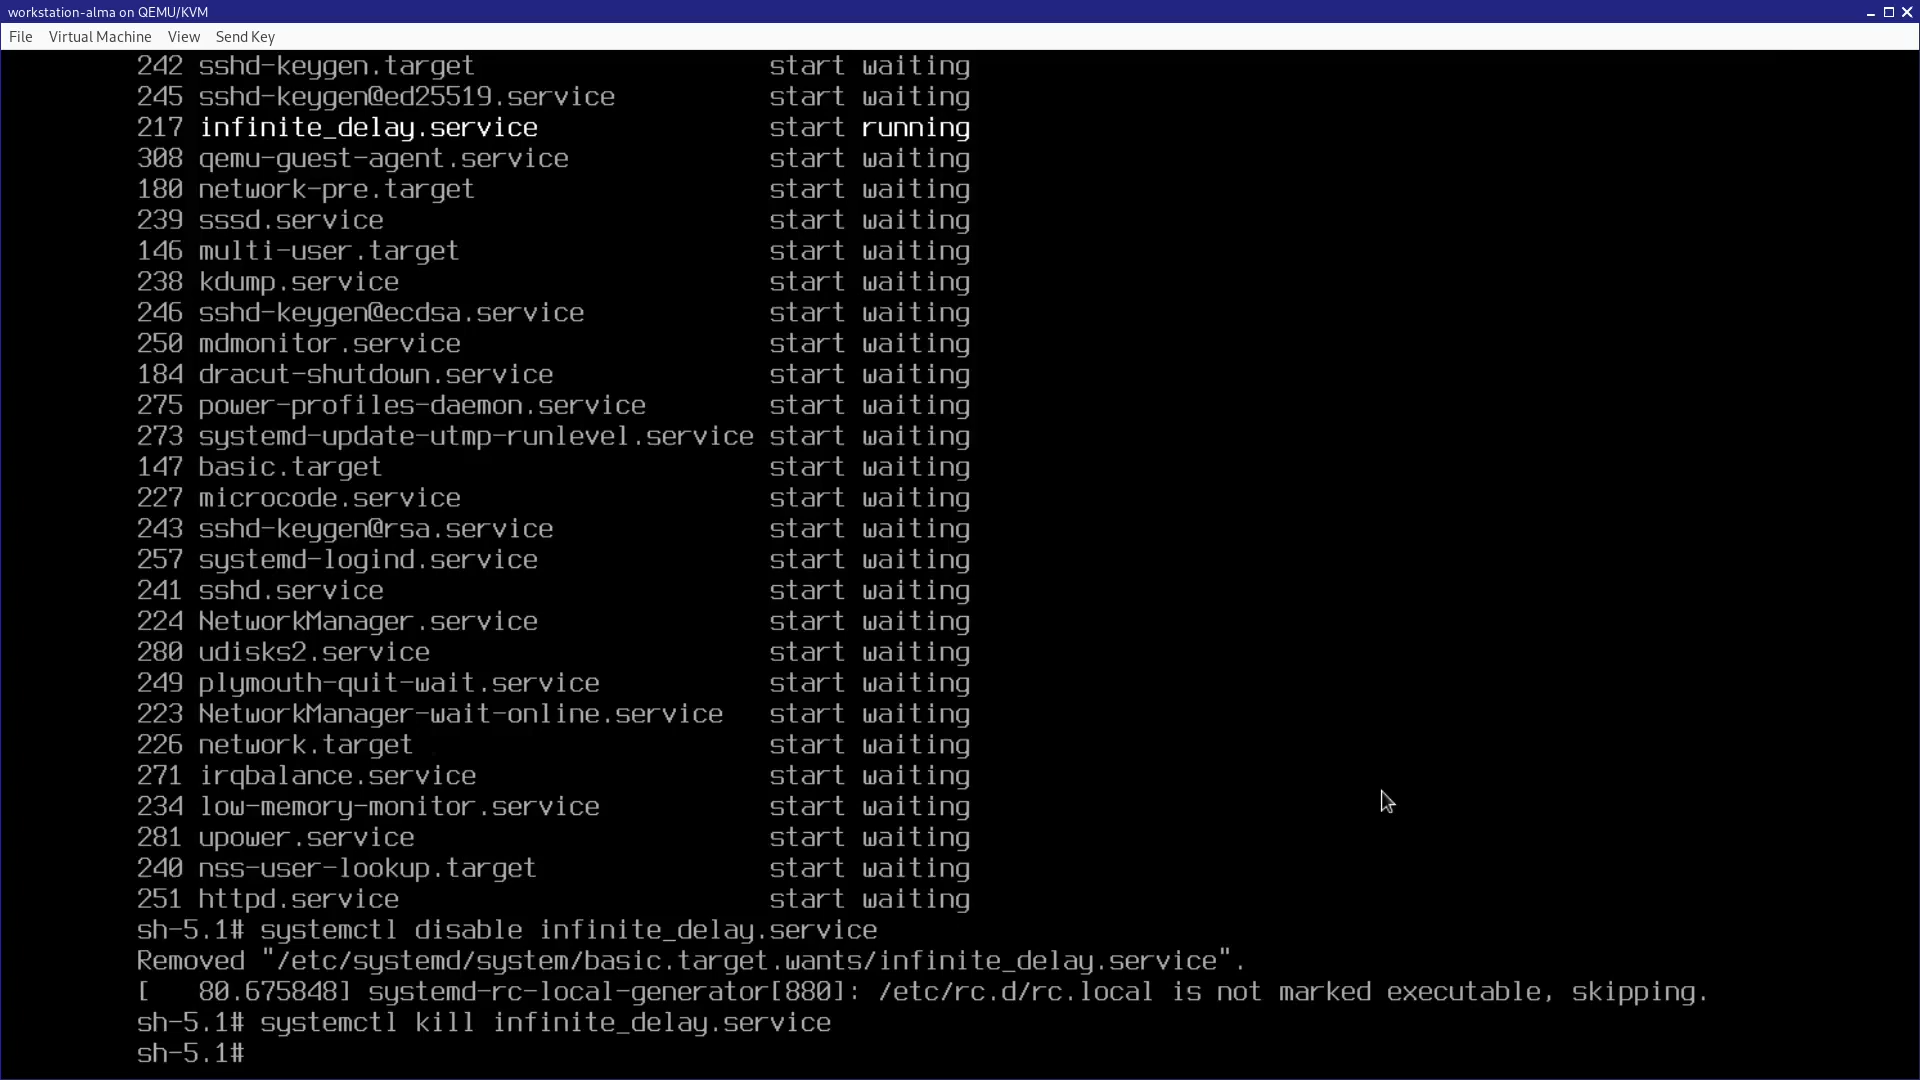 workstation-alma on QEMU/KVM
File Virtual Machine View Send Key
242 sshd-keygen.target start waiting
245 sshd-keygen@ed25519.service start waiting
217 infinite_delay.service start running
308 qemu-guest-agent.service start waiting
180 network-pre.target start waiting
239 sssd.service start waiting
146 multi-user.target start waiting
238 kdump.service start waiting
246 sshd-keygen@ecdsa.service start waiting
250 mdmonitor.service start waiting
184 dracut-shutdown.service start waiting
275 power-profiles-daemon.service start waiting
273 systemd-update-utmp-runlevel.service start waiting
147 basic.target start waiting
227 microcode.service start waiting
243 sshd-keygen@rsa.service start waiting
257 systemd-logind.service start waiting
241 sshd.service start waiting
224 NetworkManager.service start waiting
280 udisks2.service start waiting
249 plymouth-quit-wait.service start waiting
223 NetworkManager-wait-online.service start waiting
226 network.target start waiting
271 irqbalance.service start waiting
234 low-memory-monitor.service start waiting
281 upower.service start waiting
240 nss-user-lookup.target start waiting
251 httpd.service start waiting
sh-5.1# systemctl disable infinite_delay.service
Removed "/etc/systemd/system/basic.target.wants/infinite_delay.service".
[   80.675848] systemd-rc-local-generator[880]: /etc/rc.d/rc.local is not marked executable, skipping.
sh-5.1# systemctl kill infinite_delay.service
sh-5.1#